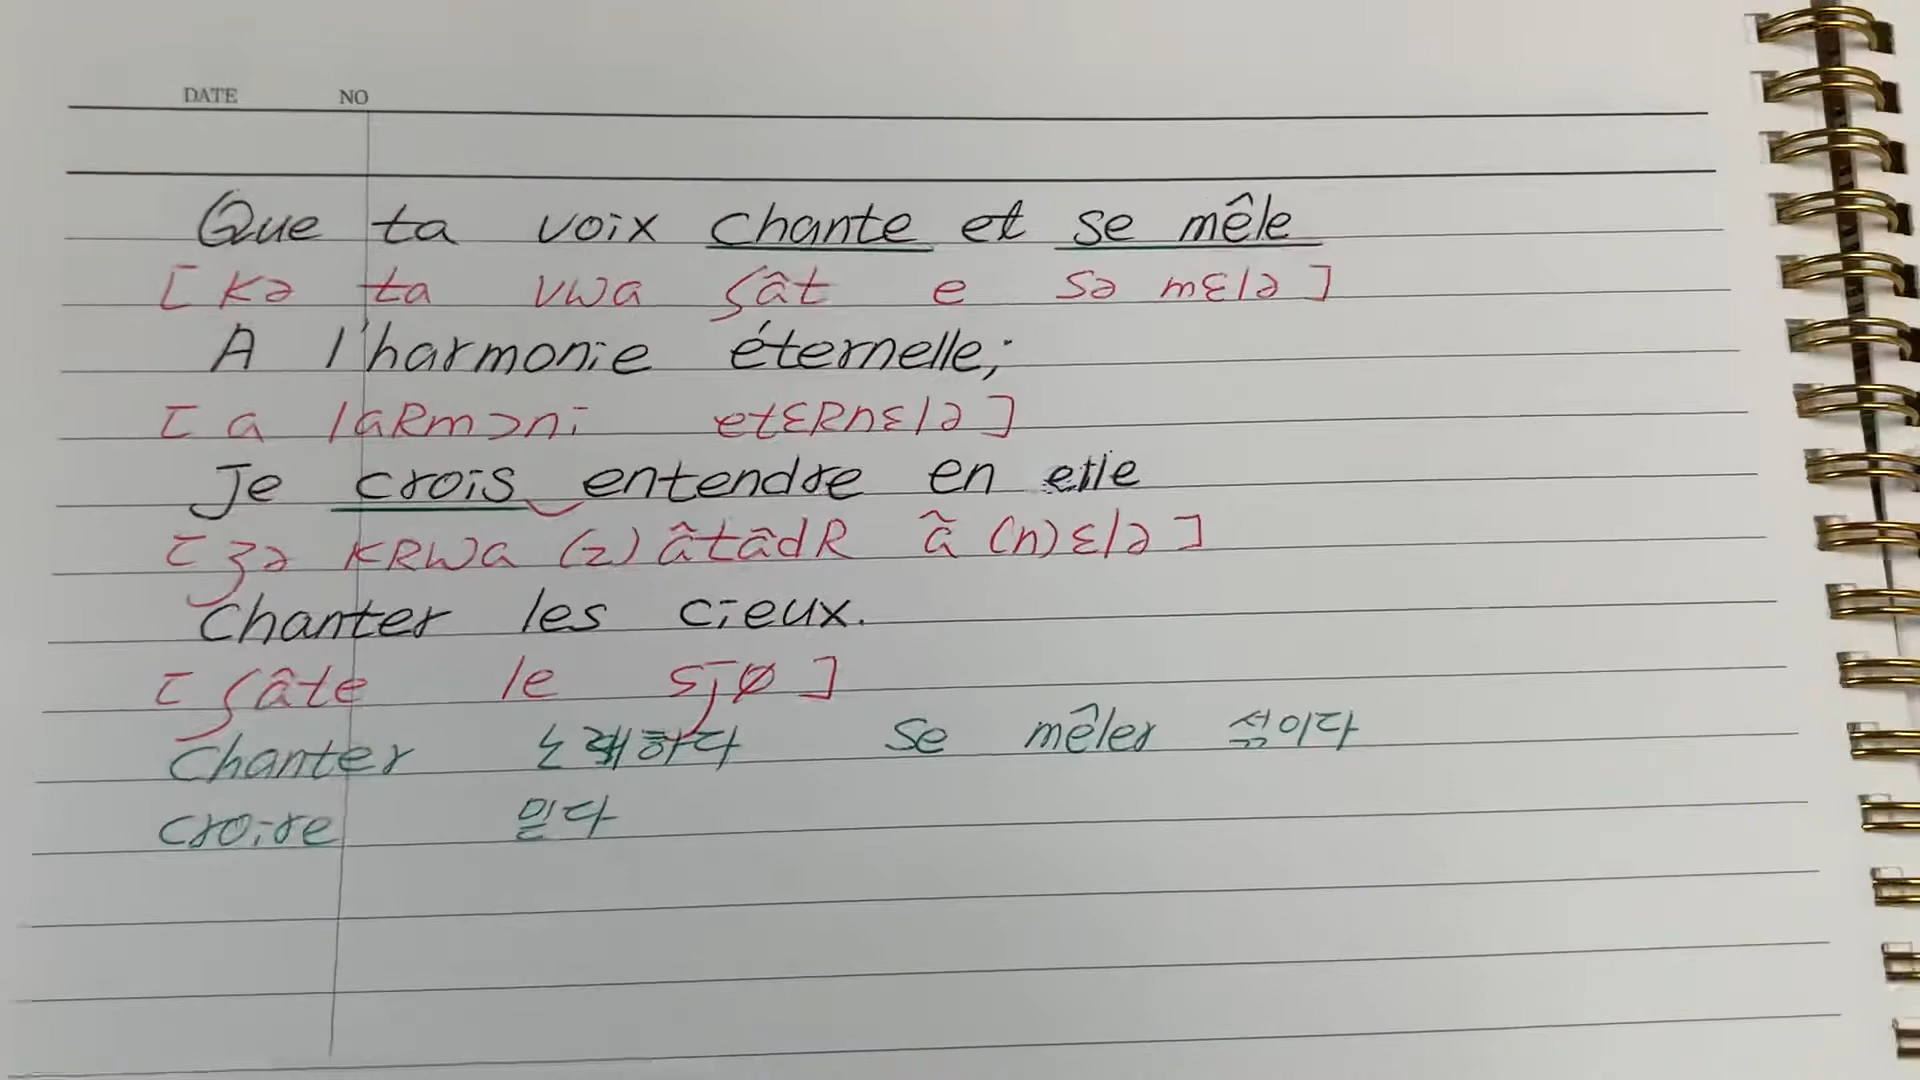 DATE NO
Que ta voix chante et se mêle
[ kə ta vwa ʃât e sə mɛlə ]
A l'harmonie éternelle;
[ a laRmɔni etɛRnɛlə ]
Je crois entendre en elle
[ ʒə kRwa (z) âtâdR ã (n) ɛlə ]
Chanter les cieux.
[ ʃâte le sjø ]
chanter 노래하다 se mêler 섞이다
croire 믿다